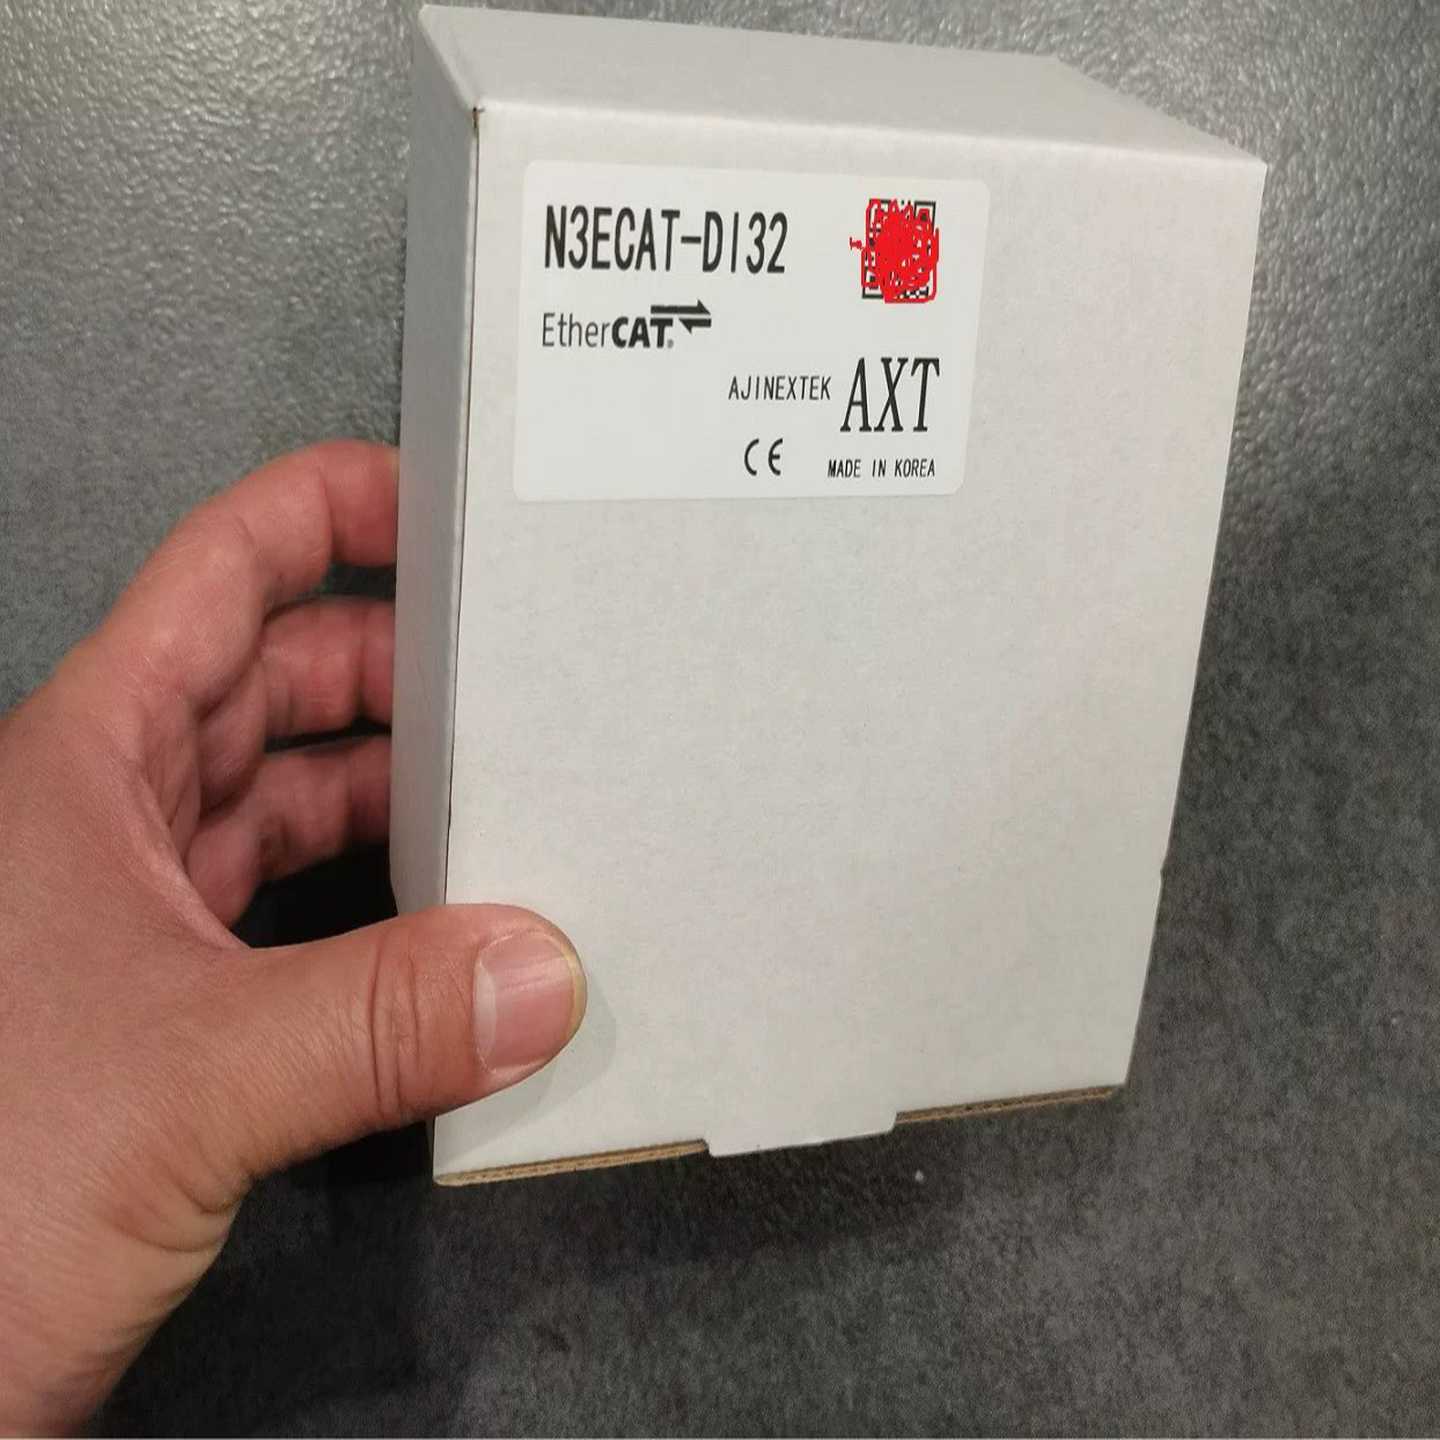 N3ECAT-DI32
EtherCAT®
AJINEXTEK AXT
CE MADE IN KOREA